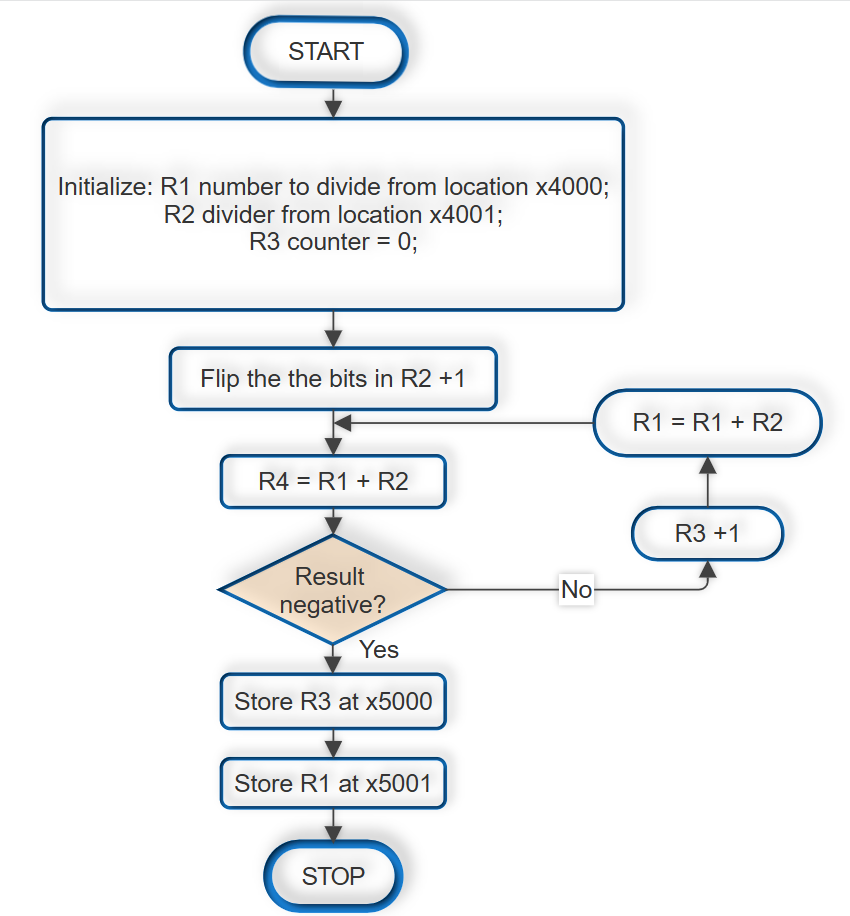 START
Initialize: R1 number to divide from location x4000;
R2 divider from location x4001;
R3 counter = 0;
Flip the the bits in R2 +1
R1 = R1 + R2
R4 = R1 + R2
R3 +1
Result
negative?
No
Yes
Store R3 at x5000
Store R1 at x5001
STOP